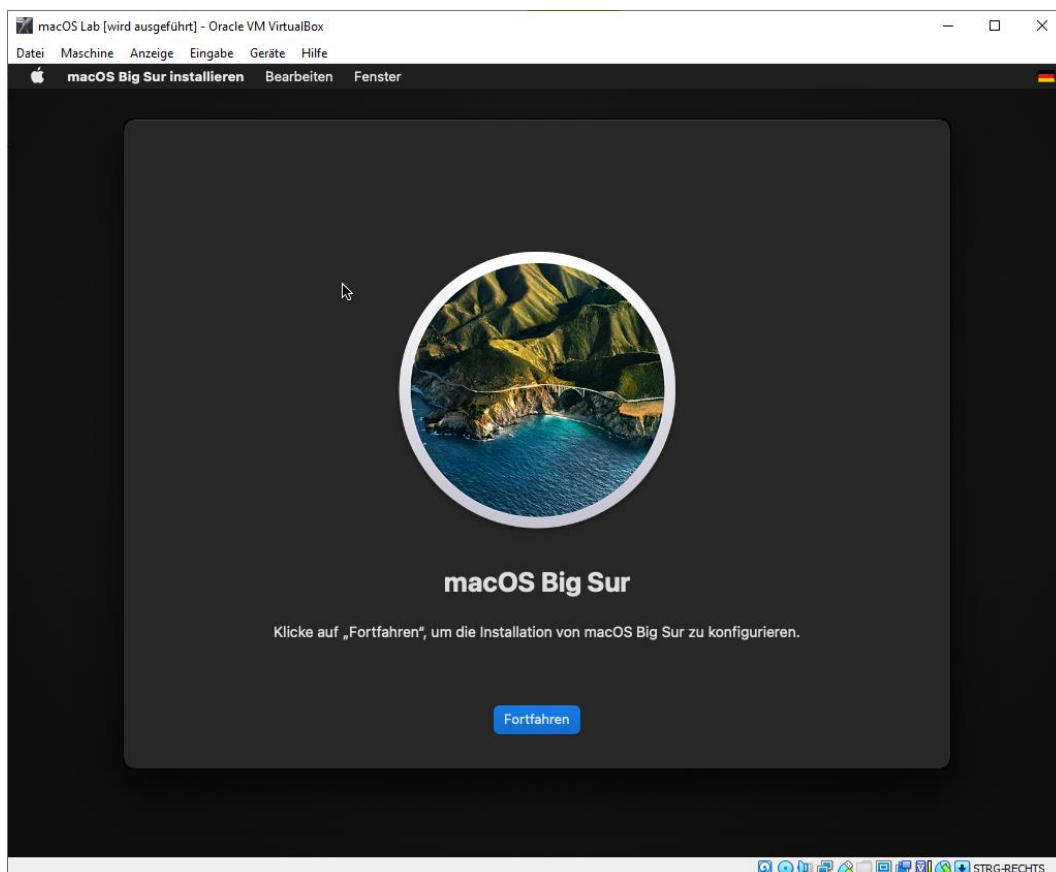 macOS Lab [wird ausgeführt] - Oracle VM VirtualBox
Datei Maschine Anzeige Eingabe Geräte Hilfe
macOS Big Sur installieren Bearbeiten Fenster
macOS Big Sur
Klicke auf „Fortfahren“, um die Installation von macOS Big Sur zu konfigurieren.
Fortfahren
STRG-RECHTS